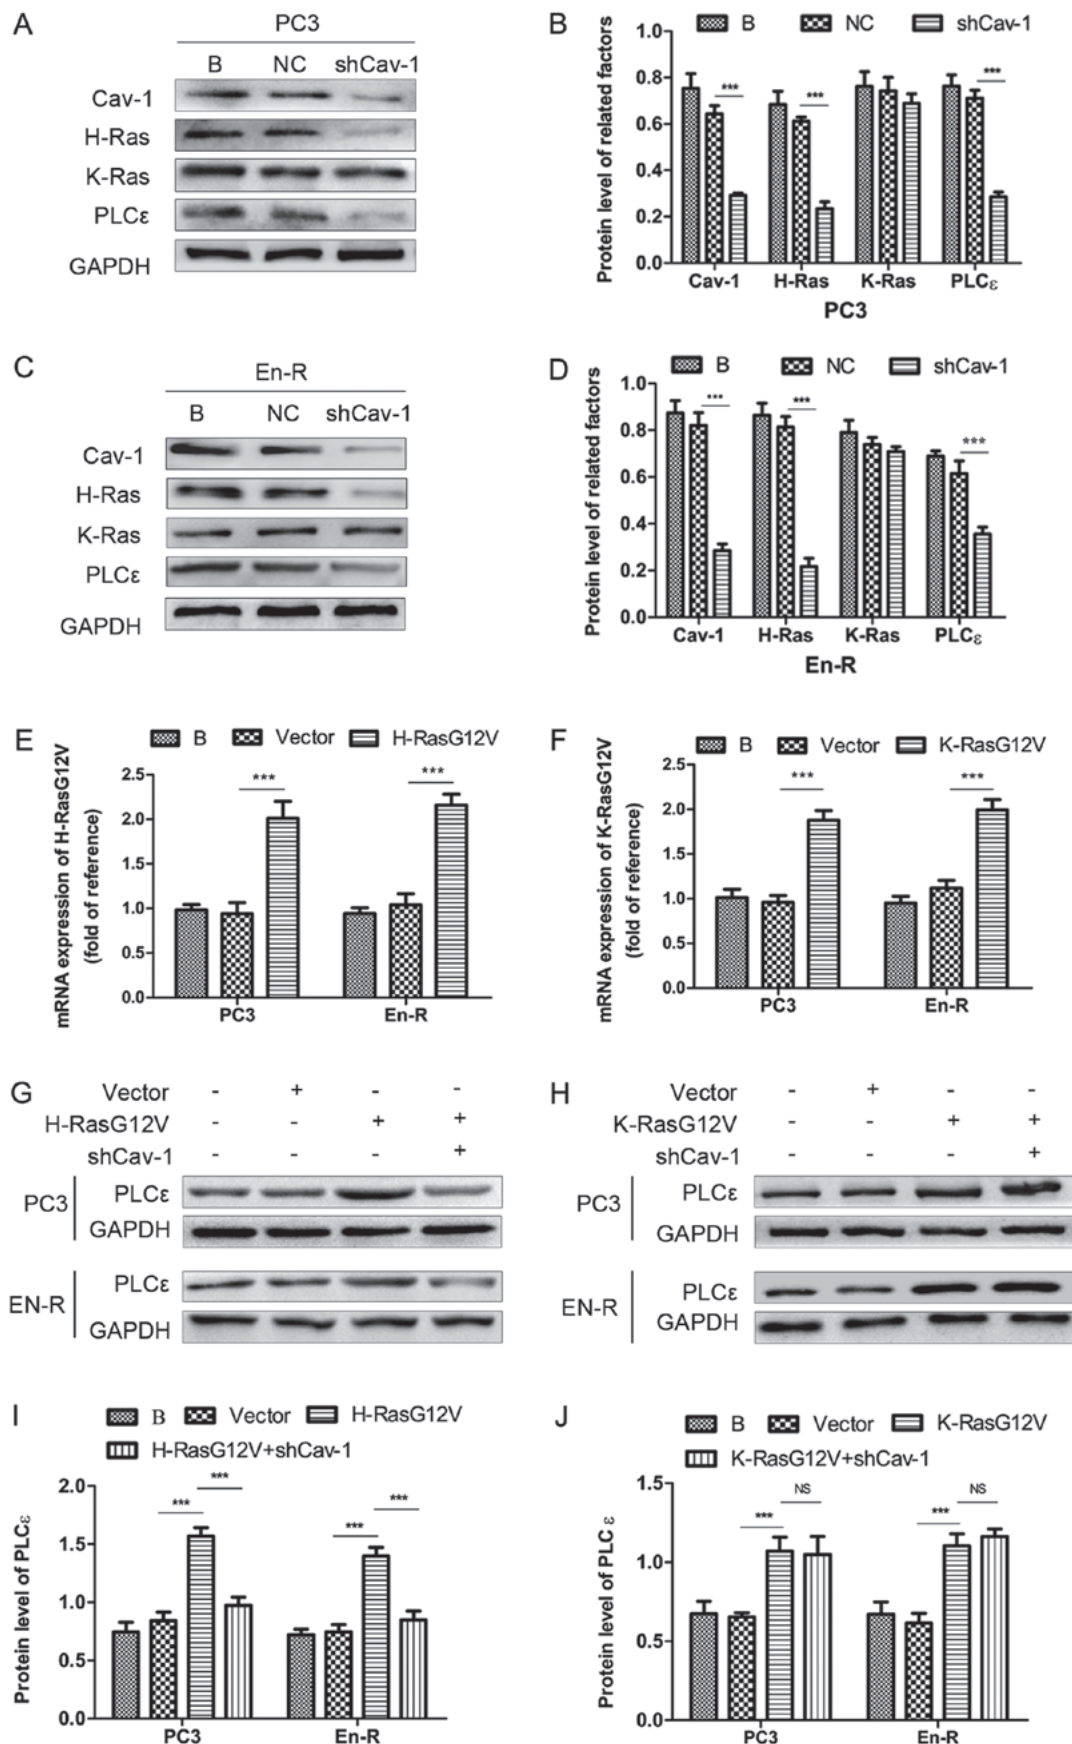 A
PC3
B NC shCav-1
Cav-1
H-Ras
K-Ras
PLCε
GAPDH
B
B NC shCav-1
Protein level of related factors
1.0
0.8
0.6
0.4
0.2
0.0
*** *** ***
Cav-1 H-Ras K-Ras PLCε
PC3
C
En-R
B NC shCav-1
Cav-1
H-Ras
K-Ras
PLCε
GAPDH
D
B NC shCav-1
Protein level of related factors
1.0
0.8
0.6
0.4
0.2
0.0
*** *** ***
Cav-1 H-Ras K-Ras PLCε
En-R
E
B Vector H-RasG12V
mRNA expression of H-RasG12V
(fold of reference)
2.5
2.0
1.5
1.0
0.5
0.0
*** ***
PC3 En-R
F
B Vector K-RasG12V
mRNA expression of K-RasG12V
(fold of reference)
2.5
2.0
1.5
1.0
0.5
0.0
*** ***
PC3 En-R
G
Vector - + - -
H-RasG12V - - + +
shCav-1 - - - +
PC3
PLCε
GAPDH
EN-R
PLCε
GAPDH
H
Vector - + - -
K-RasG12V - - + +
shCav-1 - - - +
PC3
PLCε
GAPDH
EN-R
PLCε
GAPDH
I
B Vector H-RasG12V
H-RasG12V+shCav-1
Protein level of PLCε
2.0
1.5
1.0
0.5
0.0
*** *** *** ***
PC3 En-R
J
B Vector K-RasG12V
K-RasG12V+shCav-1
Protein level of PLC ε
1.5
1.0
0.5
0.0
*** NS *** NS
PC3 En-R